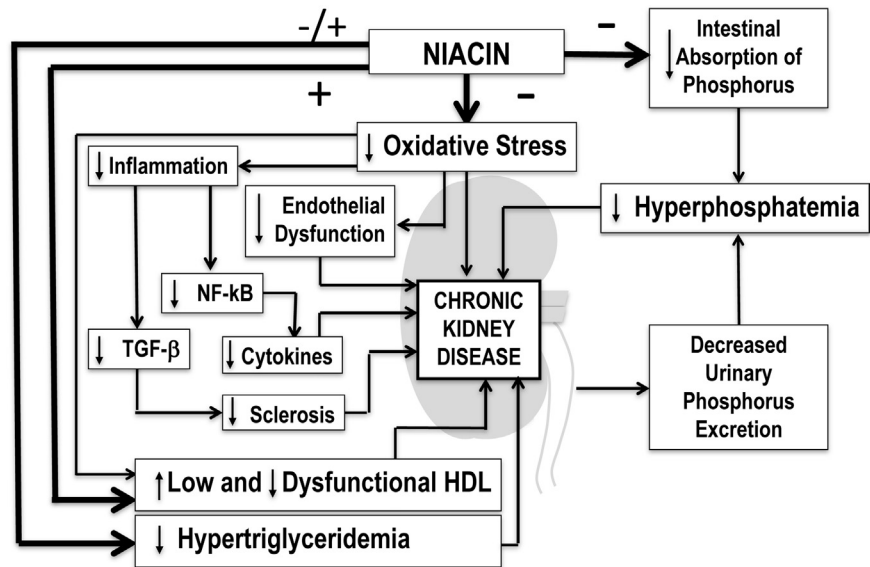 -/+
NIACIN
-
+
-
↓ Intestinal
Absorption of
Phosphorus
↓ Oxidative Stress
↓ Inflammation
↓ Endothelial
↓ Dysfunction
↓ Hyperphosphatemia
↓ NF-kB
CHRONIC
KIDNEY
DISEASE
↓ TGF-β
↓ Cytokines
Decreased
Urinary
Phosphorus
Excretion
↓ Sclerosis
↑ Low and ↓ Dysfunctional HDL
↓ Hypertriglyceridemia